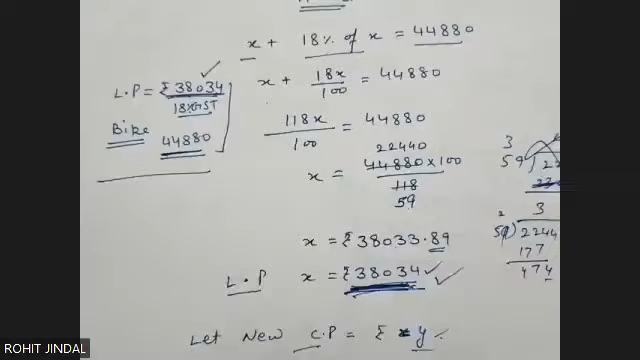 x + 18% of x = 44880
L.P = ₹38034
18% GST
Bike 44880
x + 18x/100 = 44880
118x/100 = 44880
22440
x = 44880×100/118
59
x = ₹38033.89
L.P x = ₹38034
Let New C.P = ₹ y
3
59) 22
2 3
59) 2244
177
474
ROHIT JINDAL